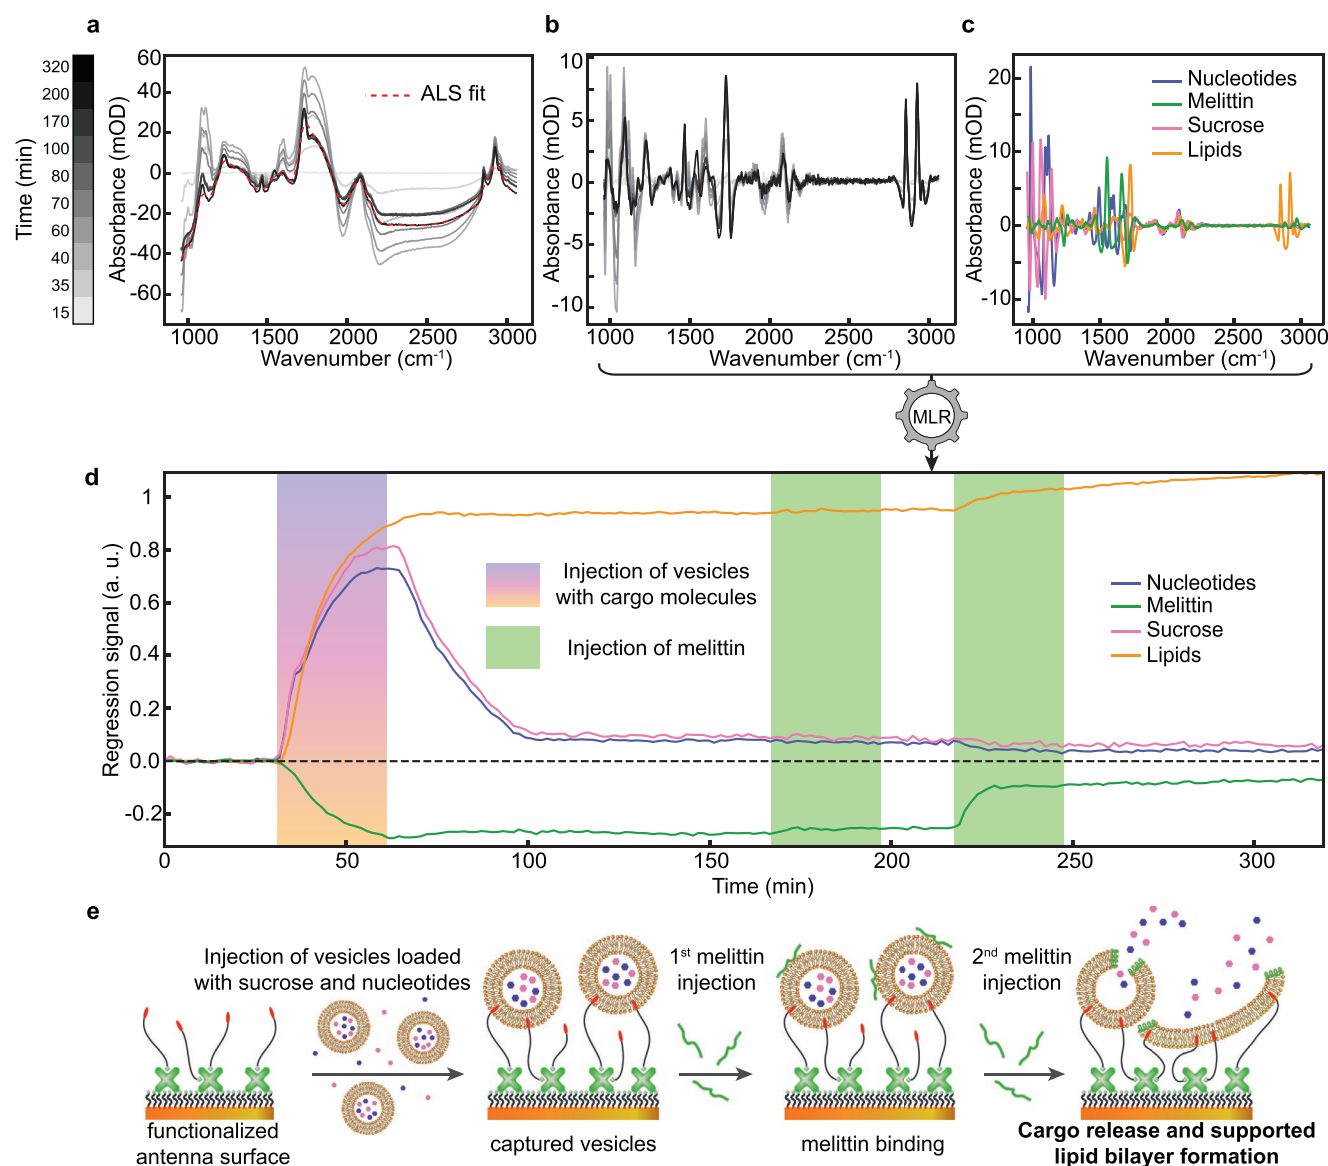 a
Time (min)
320
200
170
100
80
70
60
40
35
15
Absorbance (mOD)
60
40
20
0
-20
-40
-60
ALS fit
1000 1500 2000 2500 3000
Wavenumber (cm-1)
b
Absorbance (mOD)
10
5
0
-5
-10
1000 1500 2000 2500 3000
Wavenumber (cm-1)
c
Absorbance (mOD)
20
10
0
-10
Nucleotides
Melittin
Sucrose
Lipids
1000 1500 2000 2500 3000
Wavenumber (cm-1)
MLR
d
Regression signal (a. u.)
1
0.8
0.6
0.4
0.2
0.0
-0.2
Injection of vesicles
with cargo molecules
Injection of melittin
Nucleotides
Melittin
Sucrose
Lipids
0 50 100 150 200 250 300
Time (min)
e
Injection of vesicles loaded
with sucrose and nucleotides
1st melittin
injection
2nd melittin
injection
functionalized
antenna surface
captured vesicles
melittin binding
Cargo release and supported
lipid bilayer formation